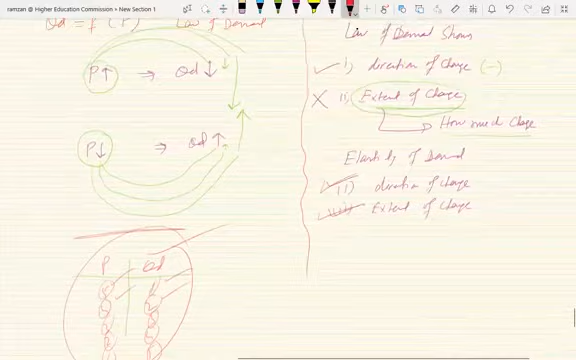 ramzan @ Higher Education Commission » New Section 1
Qd = f (P) Law of Demand
P↑ ⇒ Qd ↓
P↓ ⇒ Qd ↑
P Qd
Law of Demand Shows
i) direction of change (-)
ii) Extent of Change
How much Change
Elasticity of Demand
i) direction of change
ii) Extent of Change